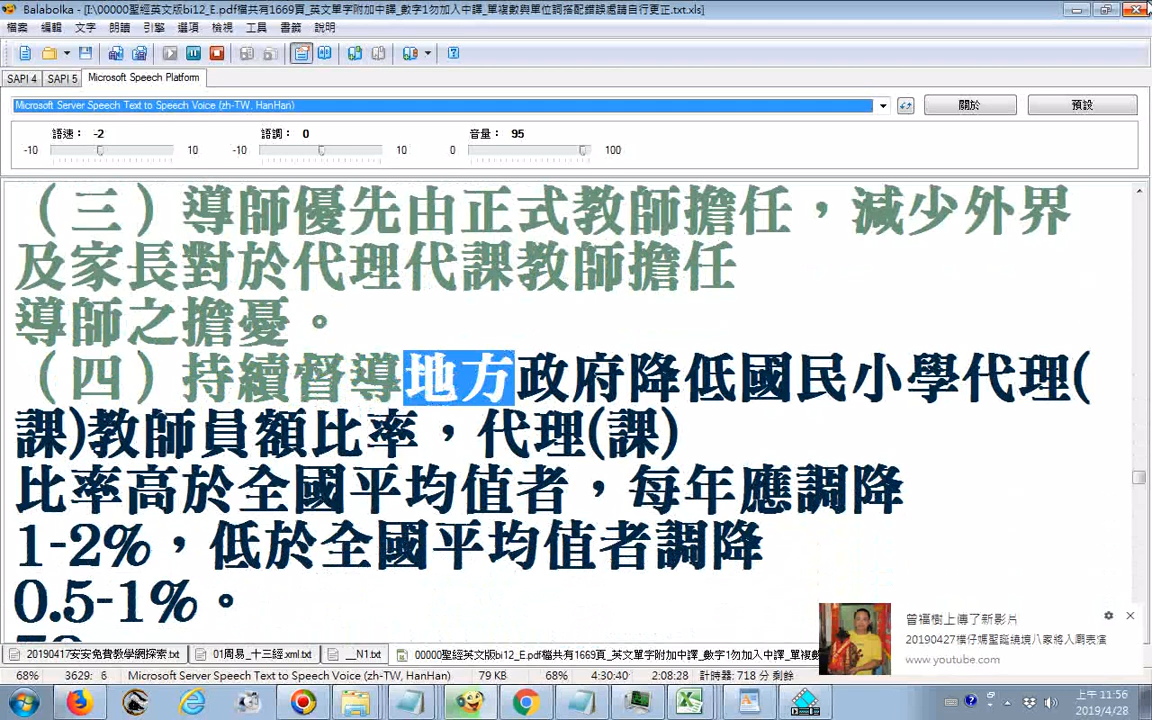 Balabolka - [I:\00000聖經英文版bi12_E.pdf檔共有1669頁_英文單字附加中譯_數字1勿加入中譯_單複數與單位詞搭配錯誤處請自行更正.txt.xls]
檔案 編輯 文字 朗讀 引擎 選項 檢視 工具 書籤 說明
SAPI 4 SAPI 5 Microsoft Speech Platform
Microsoft Server Speech Text to Speech Voice (zh-TW, HanHan) 關於 預設
語速： -2 語調： 0 音量： 95
-10 10 -10 10 0 100
（三）導師優先由正式教師擔任，減少外界
及家長對於代理代課教師擔任
導師之擔憂。
（四）持續督導地方政府降低國民小學代理(
課)教師員額比率，代理(課)
比率高於全國平均值者，每年應調降
1-2%，低於全國平均值者調降
0.5-1%。
曾福樹上傳了新影片
20190427樸仔媽聖誕繞境八家將入廟表演
www.youtube.com
20190417安安免費教學網探索.txt 01周易_十三經.xml.txt __N1.txt 00000聖經英文版bi12_E.pdf檔共有1669頁_英文單字附加中譯_數字1勿加入中譯_單複
68% 3629: 6 Microsoft Server Speech Text to Speech Voice (zh-TW, HanHan) 79 KB 68% 4:30:40 2:08:28 計時器: 718 分 剩餘
上午 11:56
2019/4/28